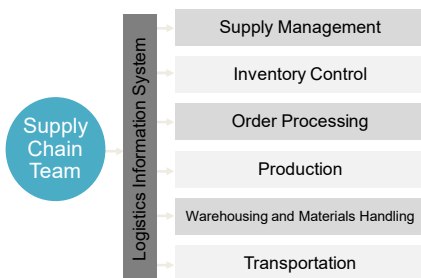 Supply
Chain
Team
Logistics Information System
Supply Management
Inventory Control
Order Processing
Production
Warehousing and Materials Handling
Transportation